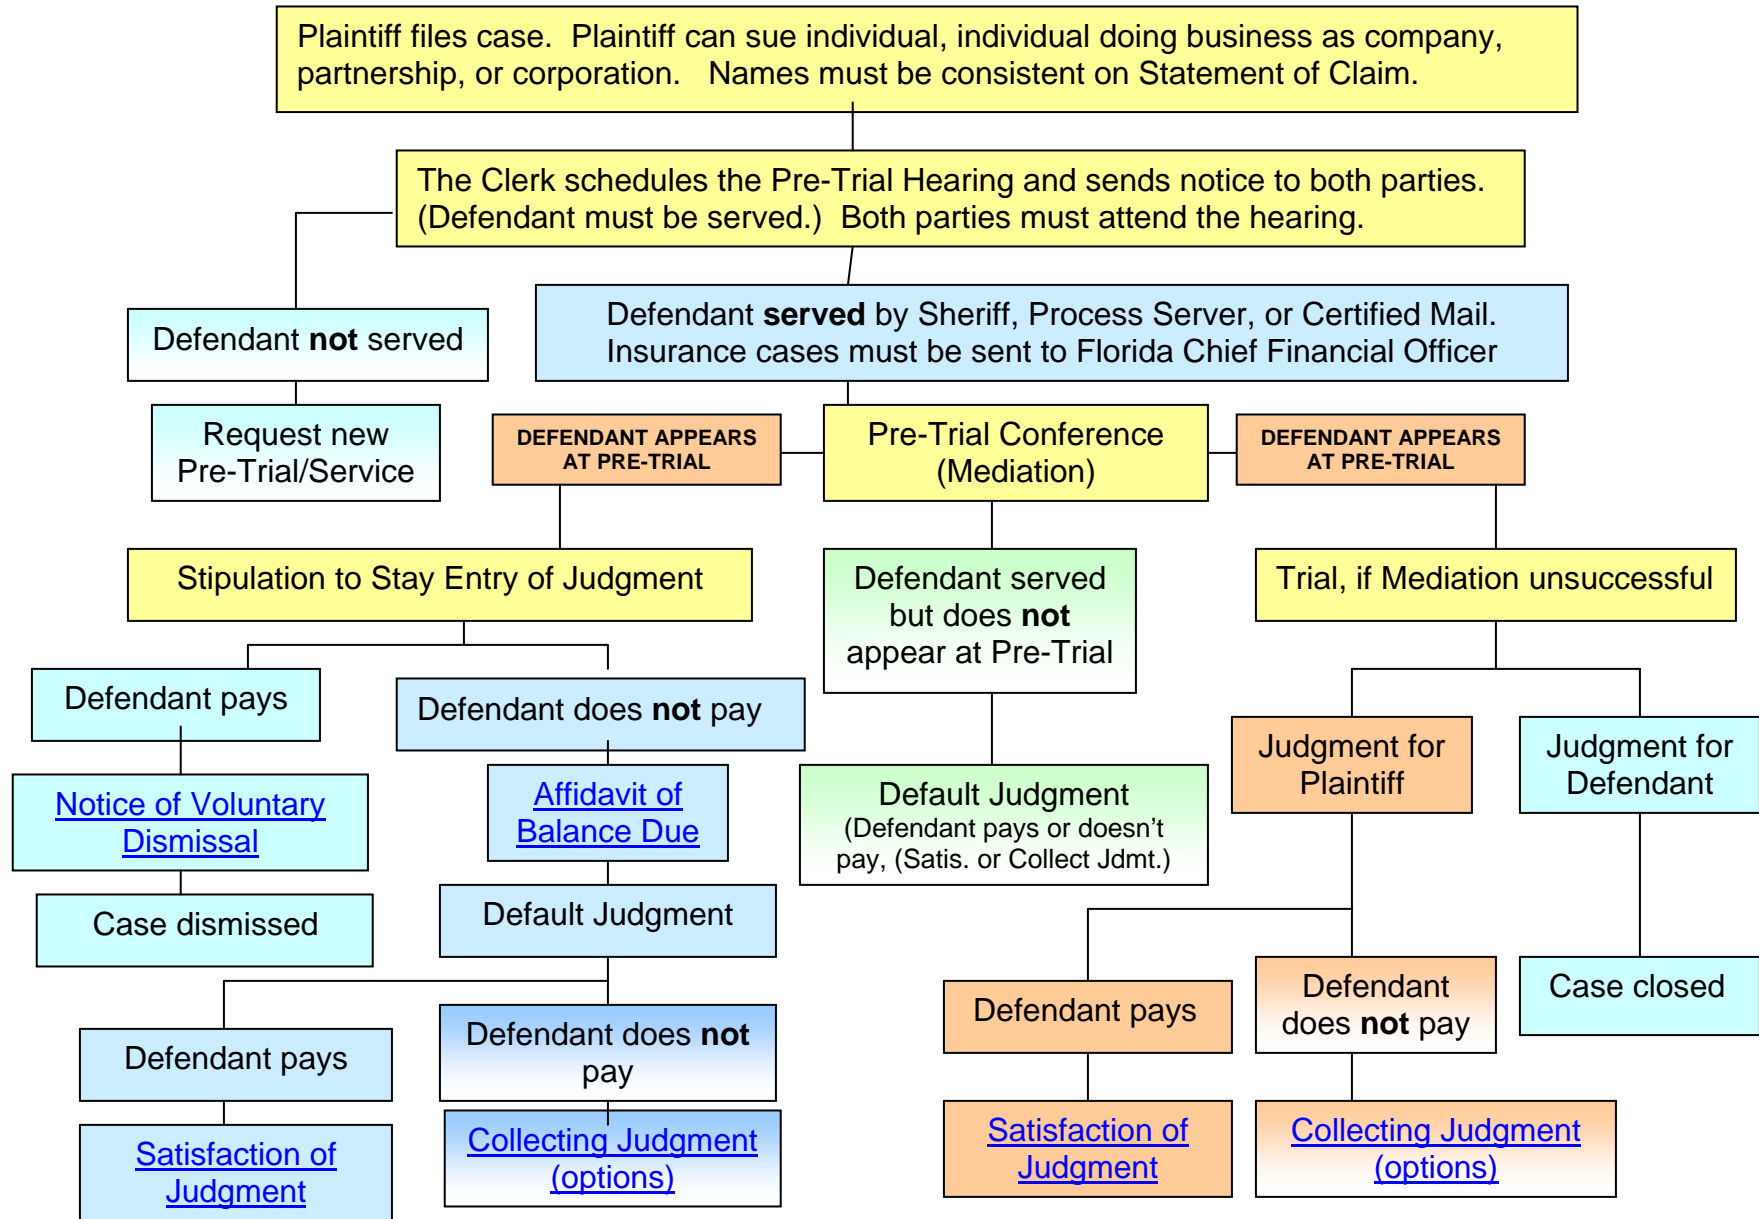 Plaintiff files case.  Plaintiff can sue individual, individual doing business as company,
partnership, or corporation.   Names must be consistent on Statement of Claim.
The Clerk schedules the Pre-Trial Hearing and sends notice to both parties.
(Defendant must be served.)  Both parties must attend the hearing.
Defendant not served
Defendant served by Sheriff, Process Server, or Certified Mail.
Insurance cases must be sent to Florida Chief Financial Officer
Request new
Pre-Trial/Service
DEFENDANT APPEARS
AT PRE-TRIAL
Pre-Trial Conference
(Mediation)
DEFENDANT APPEARS
AT PRE-TRIAL
Stipulation to Stay Entry of Judgment
Defendant served
but does not
appear at Pre-Trial
Trial, if Mediation unsuccessful
Defendant pays
Defendant does not pay
Judgment for
Plaintiff
Judgment for
Defendant
Notice of Voluntary
Dismissal
Affidavit of
Balance Due
Default Judgment
(Defendant pays or doesn't
pay, (Satis. or Collect Jdmt.)
Case dismissed
Default Judgment
Defendant pays
Defendant does not
pay
Defendant pays
Defendant
does not pay
Case closed
Satisfaction of
Judgment
Collecting Judgment
(options)
Satisfaction of
Judgment
Collecting Judgment
(options)